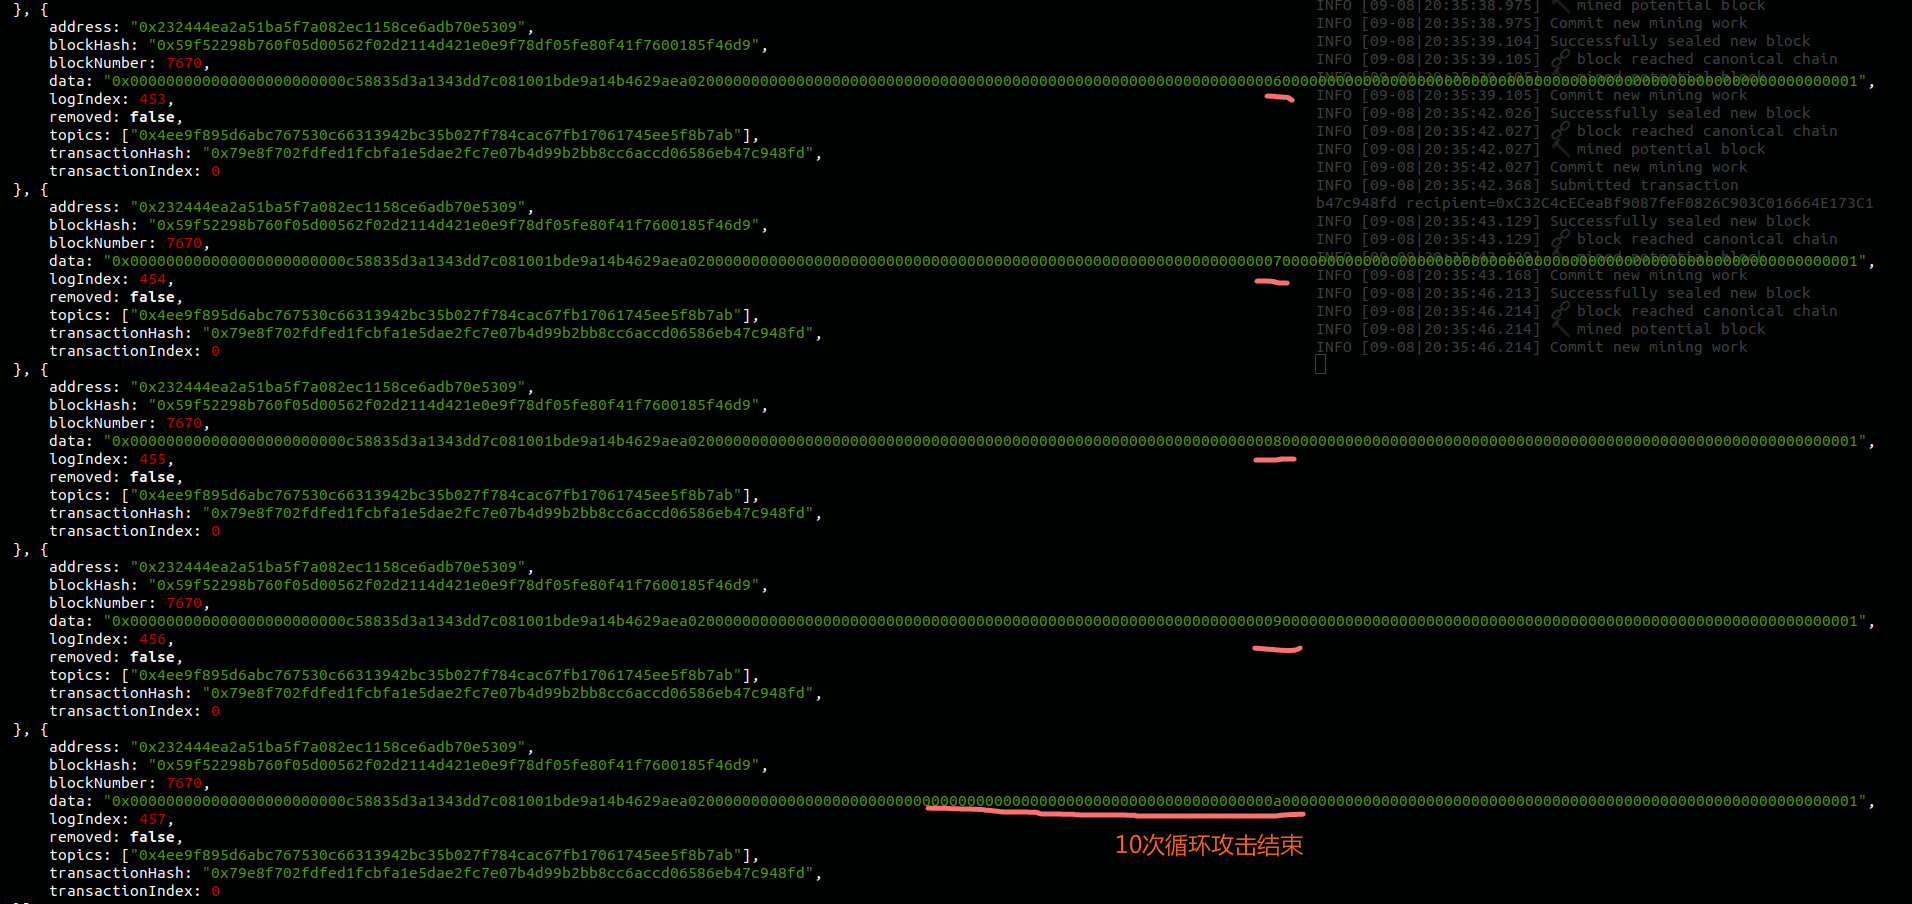 }, {
address: "0x232444ea2a51ba5f7a082ec1158ce6adb70e5309",
blockHash: "0x59f52298b760f05d00562f02d2114d421e0e9f78df05fe80f41f7600185f46d9",
blockNumber: 7670,
data: "0x000000000000000000000000c58835d3a1343dd7c081001bde9a14b4629aea0200000000000000000000000000000000000000000000000000000000000000060000000000000000000000000000000000000000000000000000000000000001",
logIndex: 453,
removed: false,
topics: ["0x4ee9f895d6abc767530c66313942bc35b027f784cac67fb17061745ee5f8b7ab"],
transactionHash: "0x79e8f702fdfed1fcbfa1e5dae2fc7e07b4d99b2bb8cc6accd06586eb47c948fd",
transactionIndex: 0
}, {
address: "0x232444ea2a51ba5f7a082ec1158ce6adb70e5309",
blockHash: "0x59f52298b760f05d00562f02d2114d421e0e9f78df05fe80f41f7600185f46d9",
blockNumber: 7670,
data: "0x000000000000000000000000c58835d3a1343dd7c081001bde9a14b4629aea0200000000000000000000000000000000000000000000000000000000000000070000000000000000000000000000000000000000000000000000000000000001",
logIndex: 454,
removed: false,
topics: ["0x4ee9f895d6abc767530c66313942bc35b027f784cac67fb17061745ee5f8b7ab"],
transactionHash: "0x79e8f702fdfed1fcbfa1e5dae2fc7e07b4d99b2bb8cc6accd06586eb47c948fd",
transactionIndex: 0
}, {
address: "0x232444ea2a51ba5f7a082ec1158ce6adb70e5309",
blockHash: "0x59f52298b760f05d00562f02d2114d421e0e9f78df05fe80f41f7600185f46d9",
blockNumber: 7670,
data: "0x000000000000000000000000c58835d3a1343dd7c081001bde9a14b4629aea0200000000000000000000000000000000000000000000000000000000000000080000000000000000000000000000000000000000000000000000000000000001",
logIndex: 455,
removed: false,
topics: ["0x4ee9f895d6abc767530c66313942bc35b027f784cac67fb17061745ee5f8b7ab"],
transactionHash: "0x79e8f702fdfed1fcbfa1e5dae2fc7e07b4d99b2bb8cc6accd06586eb47c948fd",
transactionIndex: 0
}, {
address: "0x232444ea2a51ba5f7a082ec1158ce6adb70e5309",
blockHash: "0x59f52298b760f05d00562f02d2114d421e0e9f78df05fe80f41f7600185f46d9",
blockNumber: 7670,
data: "0x000000000000000000000000c58835d3a1343dd7c081001bde9a14b4629aea0200000000000000000000000000000000000000000000000000000000000000090000000000000000000000000000000000000000000000000000000000000001",
logIndex: 456,
removed: false,
topics: ["0x4ee9f895d6abc767530c66313942bc35b027f784cac67fb17061745ee5f8b7ab"],
transactionHash: "0x79e8f702fdfed1fcbfa1e5dae2fc7e07b4d99b2bb8cc6accd06586eb47c948fd",
transactionIndex: 0
}, {
address: "0x232444ea2a51ba5f7a082ec1158ce6adb70e5309",
blockHash: "0x59f52298b760f05d00562f02d2114d421e0e9f78df05fe80f41f7600185f46d9",
blockNumber: 7670,
data: "0x000000000000000000000000c58835d3a1343dd7c081001bde9a14b4629aea02000000000000000000000000000000000000000000000000000000000000000a0000000000000000000000000000000000000000000000000000000000000001",
logIndex: 457,
removed: false,
topics: ["0x4ee9f895d6abc767530c66313942bc35b027f784cac67fb17061745ee5f8b7ab"],
transactionHash: "0x79e8f702fdfed1fcbfa1e5dae2fc7e07b4d99b2bb8cc6accd06586eb47c948fd",
transactionIndex: 0
10次循环攻击结束
INFO [09-08|20:35:38.975] 🔨 mined potential block
INFO [09-08|20:35:38.975] Commit new mining work
INFO [09-08|20:35:39.104] Successfully sealed new block
INFO [09-08|20:35:39.105] 🔗 block reached canonical chain
INFO [09-08|20:35:39.105] 🔨 mined potential block
INFO [09-08|20:35:39.105] Commit new mining work
INFO [09-08|20:35:42.026] Successfully sealed new block
INFO [09-08|20:35:42.027] 🔗 block reached canonical chain
INFO [09-08|20:35:42.027] 🔨 mined potential block
INFO [09-08|20:35:42.027] Commit new mining work
INFO [09-08|20:35:42.368] Submitted transaction
b47c948fd recipient=0xC32C4cECeaBf9087feF0826C903C016664E173C1
INFO [09-08|20:35:43.129] Successfully sealed new block
INFO [09-08|20:35:43.129] 🔗 block reached canonical chain
INFO [09-08|20:35:43.129] 🔨 mined potential block
INFO [09-08|20:35:43.168] Commit new mining work
INFO [09-08|20:35:46.213] Successfully sealed new block
INFO [09-08|20:35:46.214] 🔗 block reached canonical chain
INFO [09-08|20:35:46.214] 🔨 mined potential block
INFO [09-08|20:35:46.214] Commit new mining work